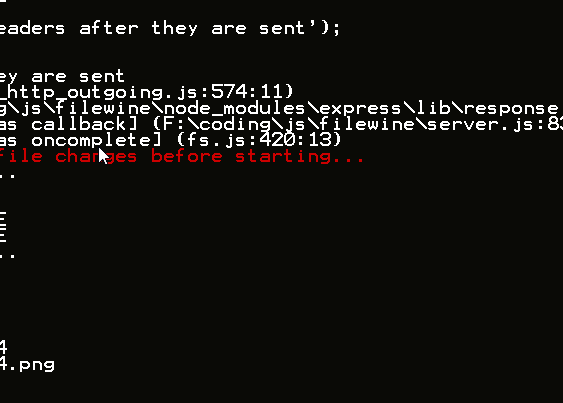 eaders after they are sent');
ey are sent
_http_outgoing.js:574:11)
g\js\filewine\node_modules\express\lib\response
as callback] (F:\coding\js\filewine\server.js:83
as oncomplete] (fs.js:420:13)
file changes before starting...
..
E
E
..
4
4.png